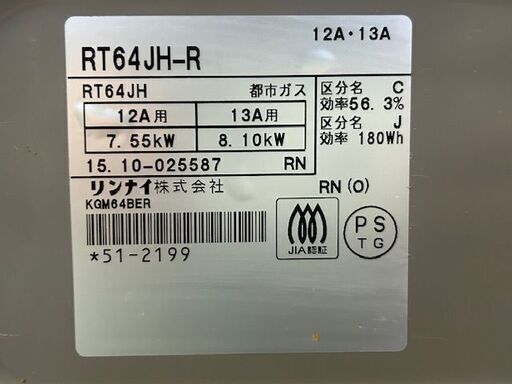 12A・13A
RT64JH-R
RT64JH 都市ガス
12A用 13A用
7.55kW 8.10kW
15.10-025587 RN
区分名 C
効率56.3%
区分名 J
効率 180Wh
リンナイ株式会社
RN(O)
KGM64BER
*51-2199
JIA認証
PS
TG